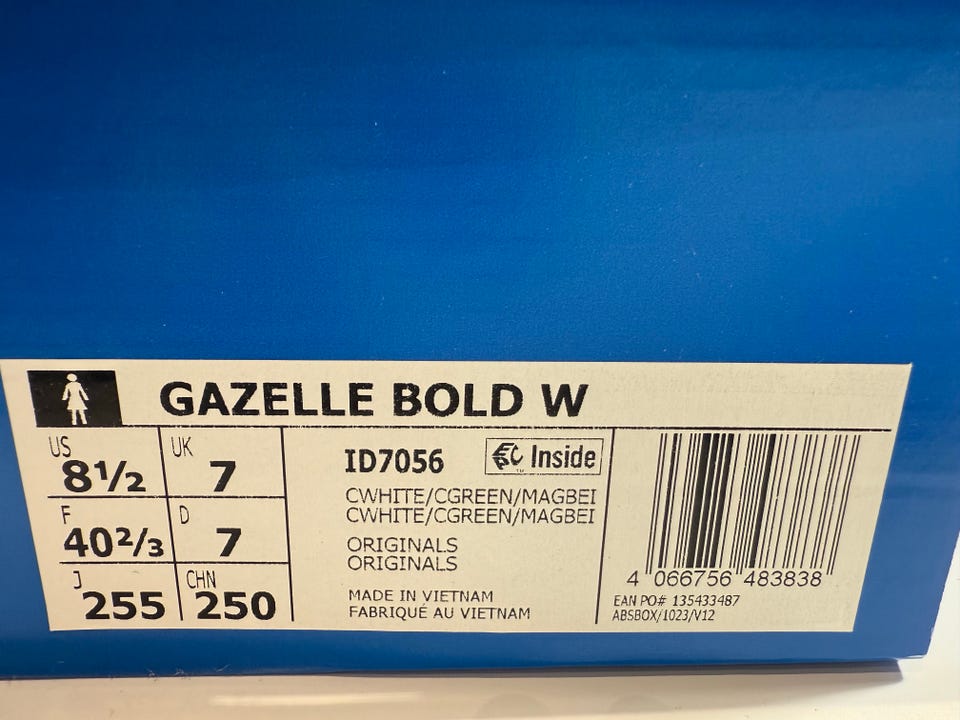 GAZELLE BOLD W
US
8½
UK
7
F
40⅔
D
7
J
255
CHN
250
ID7056
Inside
CWHITE/CGREEN/MAGBEI
CWHITE/CGREEN/MAGBEI
ORIGINALS
ORIGINALS
MADE IN VIETNAM
FABRIQUÉ AU VIETNAM
4 066756 483838
EAN PO# 135433487
ABSBOX/1023/V12